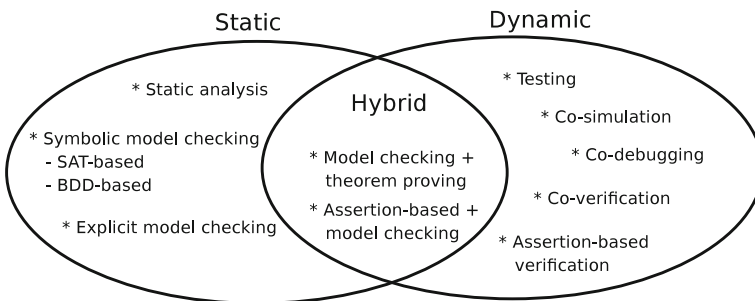 Static
Dynamic
* Static analysis
* Symbolic model checking
- SAT-based
- BDD-based
* Explicit model checking
Hybrid
* Model checking +
theorem proving
* Assertion-based +
model checking
* Testing
* Co-simulation
* Co-debugging
* Co-verification
* Assertion-based
verification